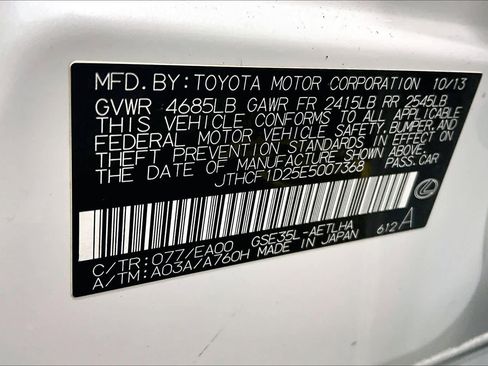 MFD. BY: TOYOTA MOTOR CORPORATION 10/13
GVWR 4685LB GAWR FR 2415LB RR 2545LB
THIS VEHICLE CONFORMS TO ALL APPLICABLE
FEDERAL MOTOR VEHICLE SAFETY, BUMPER, AND
THEFT PREVENTION STANDARDS IN EFFECT ON
THE DATE OF MANUFACTURE SHOWN ABOVE.
JTHCF1D25E5007368 PASS.CAR
C/TR: 077/EA00 GSE35L-AETLHA
A/TM: A03A/A760H MADE IN JAPAN 612 A